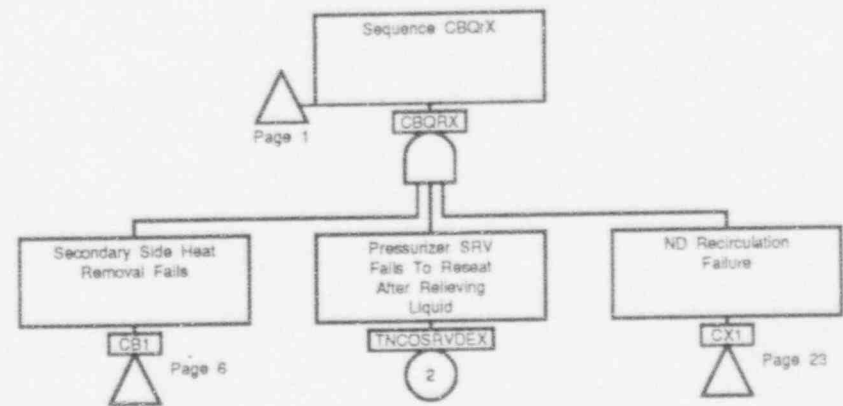 Sequence CBQrX
Page 1
CBQRX
Secondary Side Heat
Removal Fails
Pressurizer SRV
Fails To Reseat
After Relieving
Liquid
ND Recirculation
Failure
CB1
Page 6
TNCOSRVDEX
2
CX1
Page 23